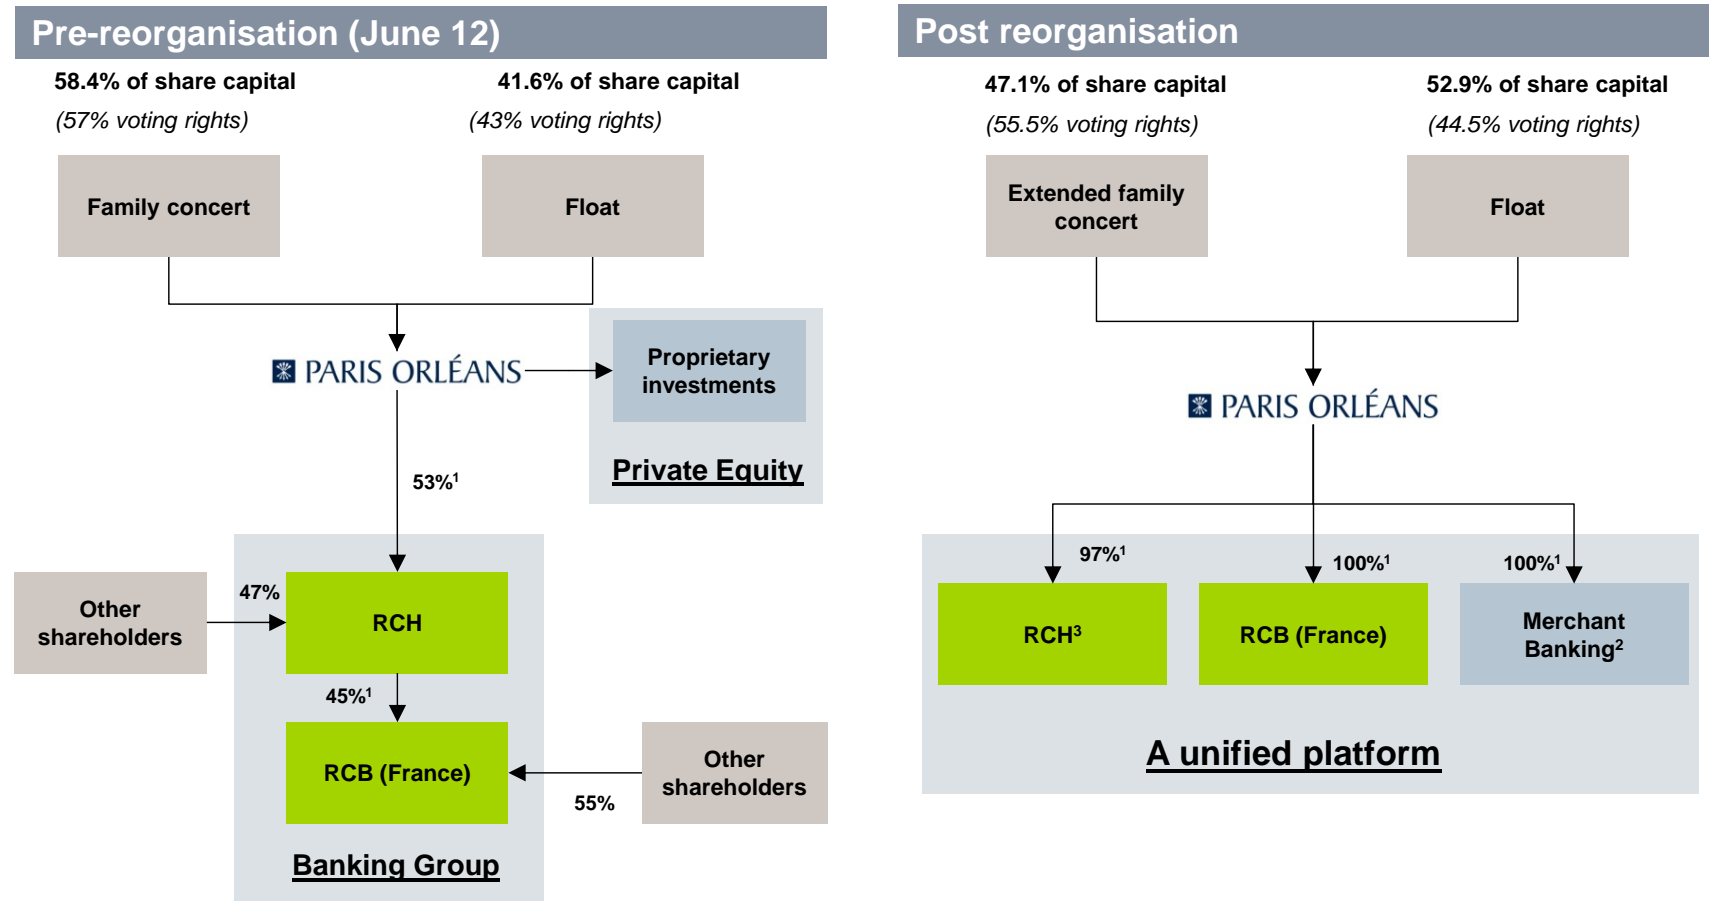 Pre-reorganisation (June 12)
58.4% of share capital
(57% voting rights)
41.6% of share capital
(43% voting rights)
Family concert
Float
PARIS ORLÉANS
Proprietary
investments
Private Equity
53%¹
Other
shareholders
47%
RCH
45%¹
RCB (France)
Other
shareholders
55%
Banking Group
Post reorganisation
47.1% of share capital
(55.5% voting rights)
52.9% of share capital
(44.5% voting rights)
Extended family
concert
Float
PARIS ORLÉANS
97%¹
100%¹
100%¹
RCH³
RCB (France)
Merchant
Banking²
A unified platform